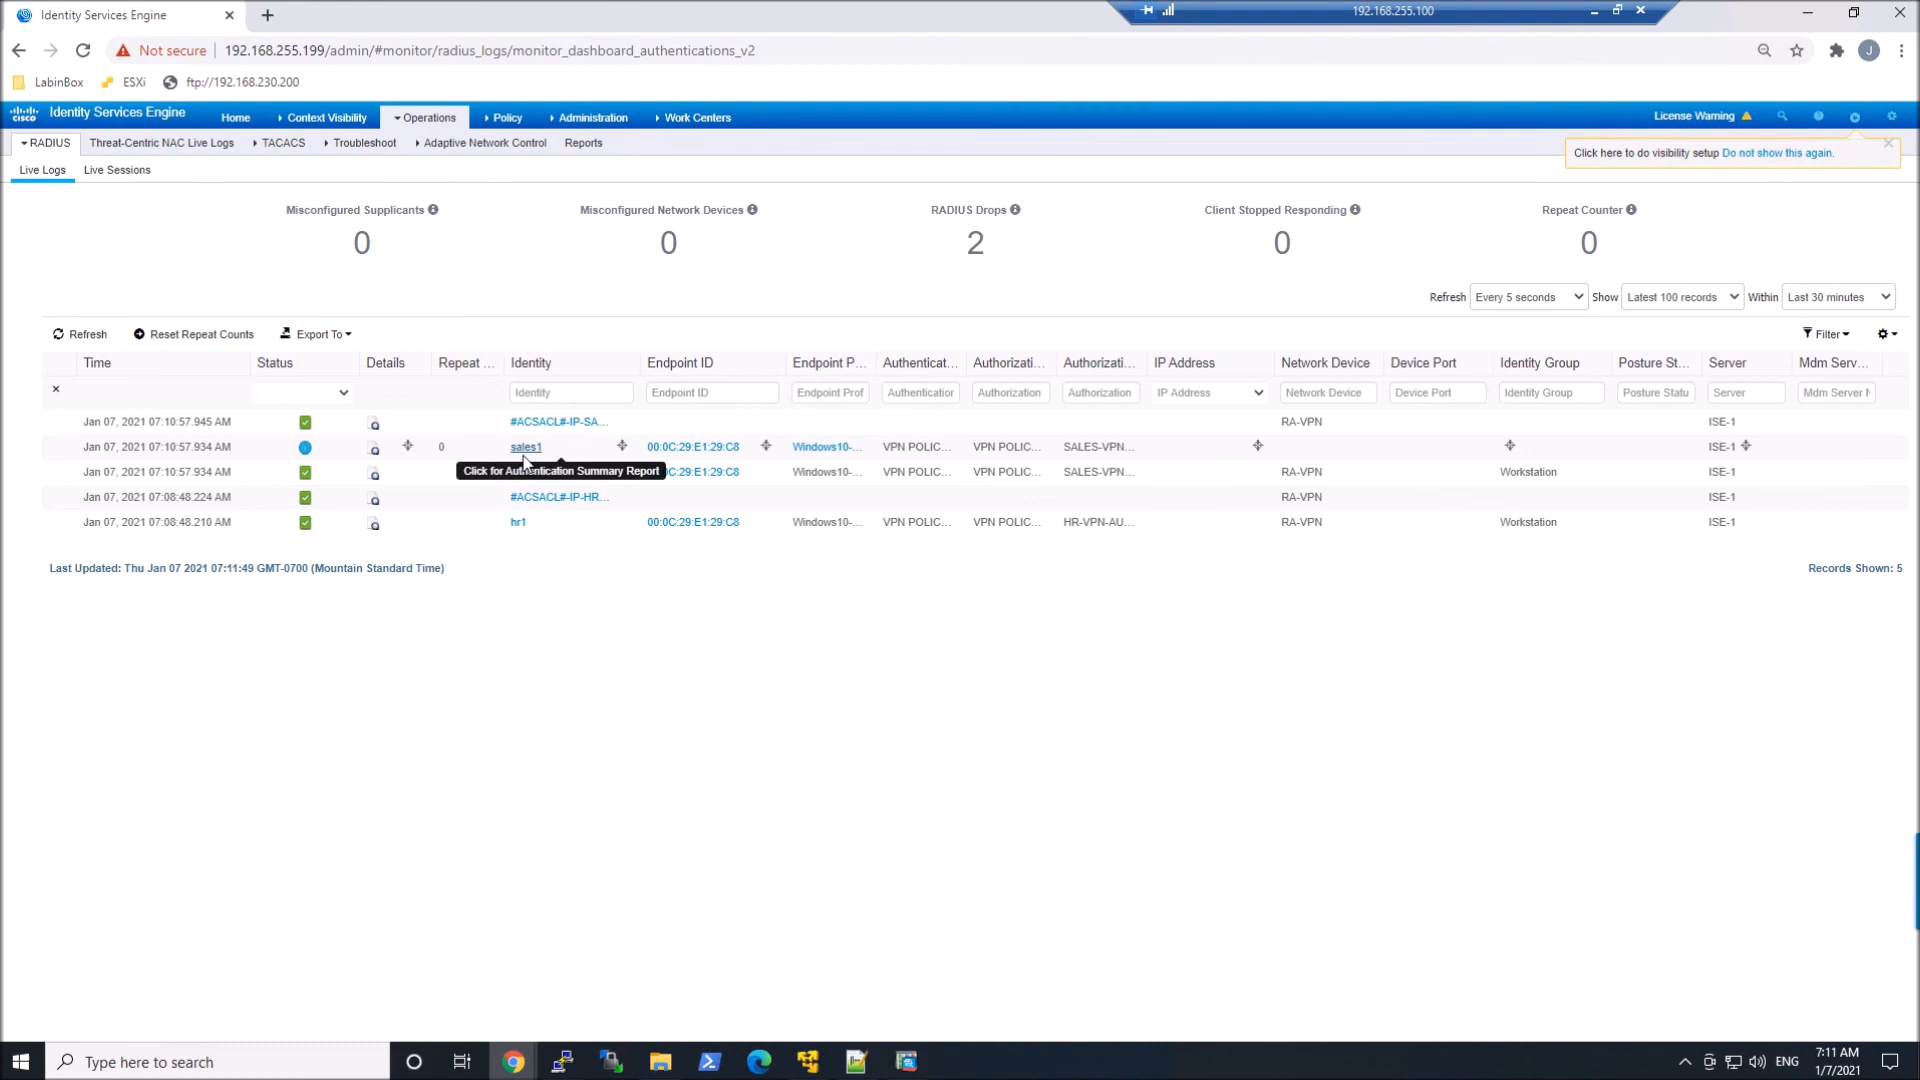 Identity Services Engine
192.168.255.100
Not secure 192.168.255.199/admin/#monitor/radius_logs/monitor_dashboard_authentications_v2
J
LabinBox ESXi ftp://192.168.230.200
cisco Identity Services Engine Home Context Visibility Operations Policy Administration Work Centers License Warning
RADIUS Threat-Centric NAC Live Logs TACACS Troubleshoot Adaptive Network Control Reports
Click here to do visibility setup Do not show this again.
Live Logs Live Sessions
Misconfigured Supplicants Misconfigured Network Devices RADIUS Drops Client Stopped Responding Repeat Counter
0 0 2 0 0
Refresh Every 5 seconds Show Latest 100 records Within Last 30 minutes
Refresh Reset Repeat Counts Export To Filter
Time Status Details Repeat ... Identity Endpoint ID Endpoint P... Authenticat... Authorizati... Authorizati... IP Address Network Device Device Port Identity Group Posture St... Server Mdm Serv...
Identity Endpoint ID Endpoint Prof Authentication Authorization Authorization IP Address Network Device Device Port Identity Group Posture Statu Server Mdm Server N
Jan 07, 2021 07:10:57.945 AM #ACSACL#-IP-SA... RA-VPN ISE-1
Jan 07, 2021 07:10:57.934 AM 0 sales1 00:0C:29:E1:29:C8 Windows10-... VPN POLIC... VPN POLIC... SALES-VPN... ISE-1
Click for Authentication Summary Report
Jan 07, 2021 07:10:57.934 AM C:29:E1:29:C8 Windows10-... VPN POLIC... VPN POLIC... SALES-VPN... RA-VPN Workstation ISE-1
Jan 07, 2021 07:08:48.224 AM #ACSACL#-IP-HR... RA-VPN ISE-1
Jan 07, 2021 07:08:48.210 AM hr1 00:0C:29:E1:29:C8 Windows10-... VPN POLIC... VPN POLIC... HR-VPN-AU... RA-VPN Workstation ISE-1
Last Updated: Thu Jan 07 2021 07:11:49 GMT-0700 (Mountain Standard Time) Records Shown: 5
Type here to search ENG 7:11 AM
1/7/2021